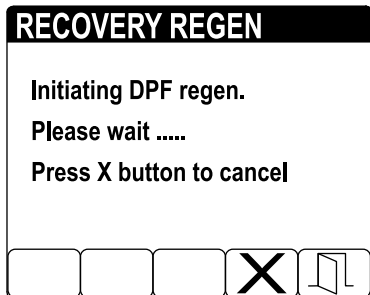 RECOVERY REGEN
Initiating DPF regen.
Please wait .....
Press X button to cancel
X